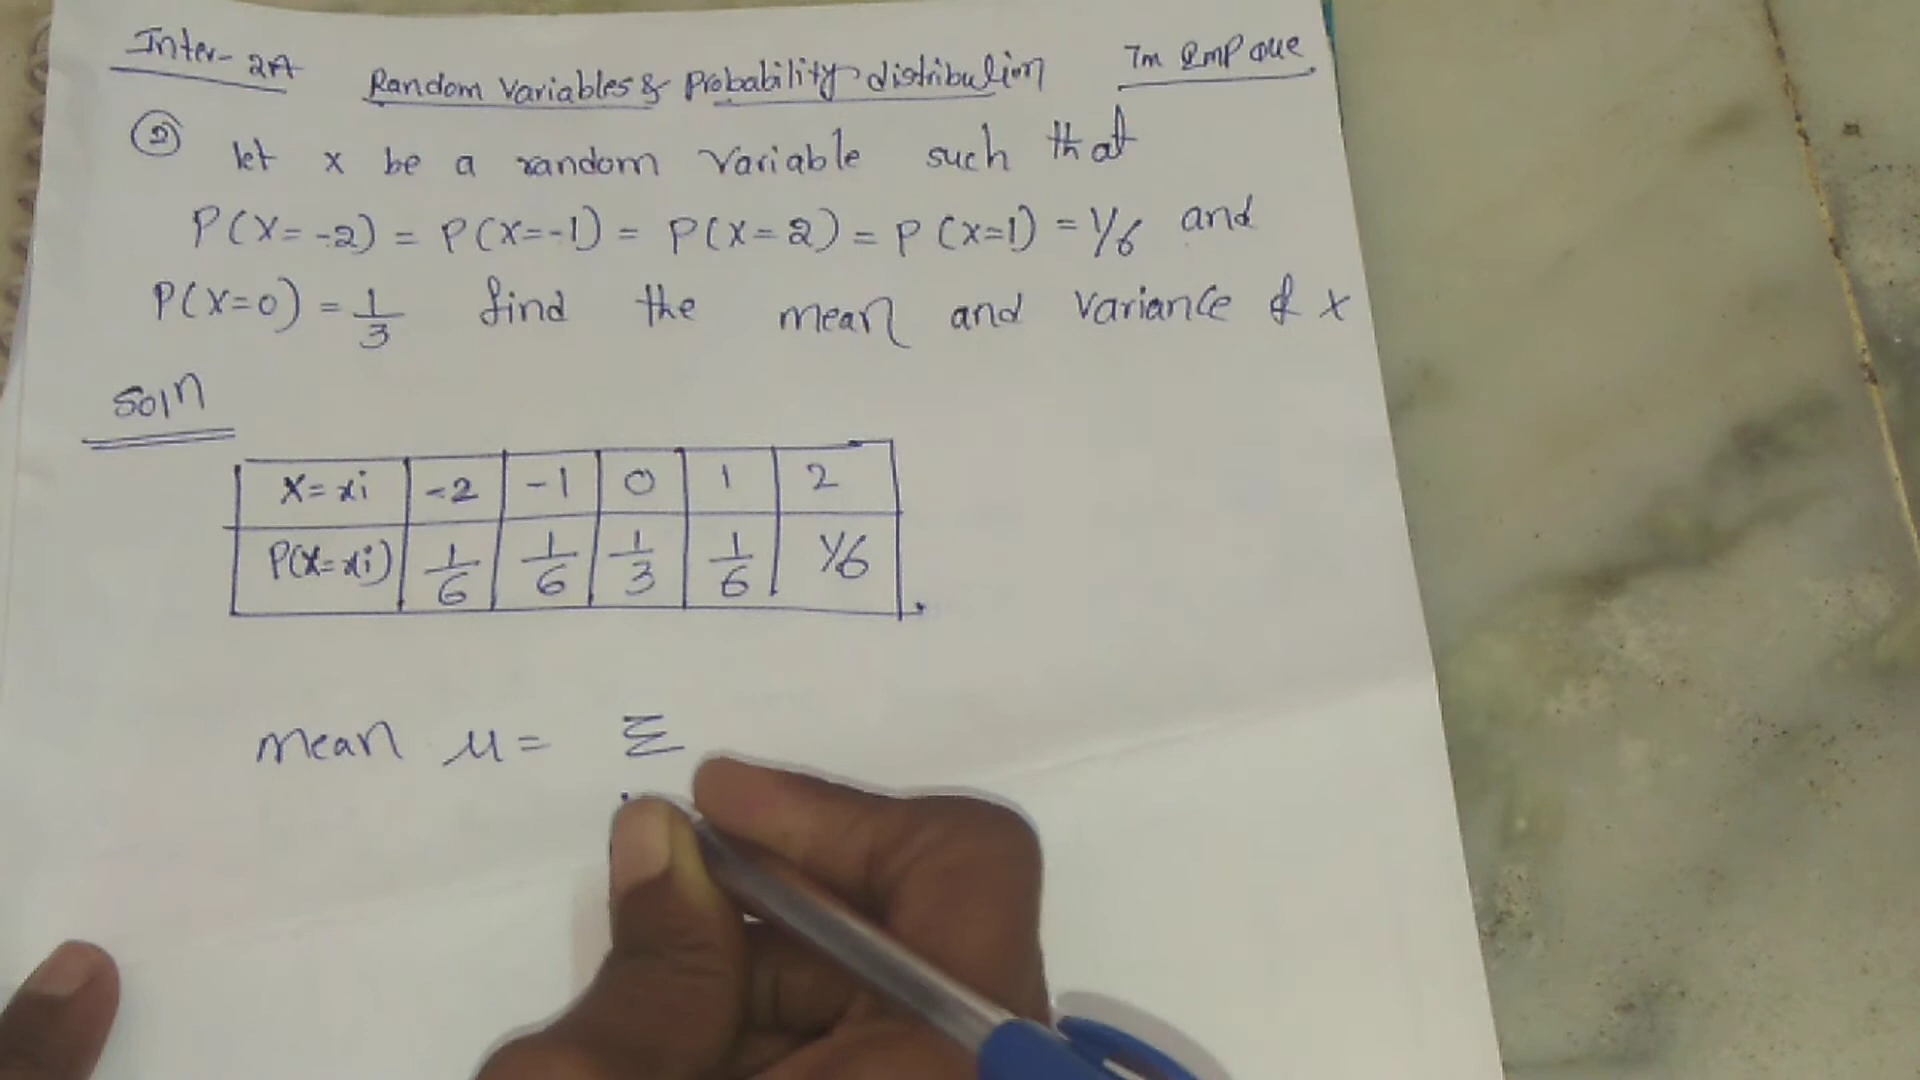 Inter-2A
Random Variables & Probability distribution
7m Imp que
② let x be a random variable such that
P(X=-2) = P(X=-1) = P(X=2) = P(X=1) = 1/6 and
P(X=0) = 1/3 find the mean and variance of x
Soln
X=xi -2 -1 0 1 2
P(X=xi) 1/6 1/6 1/3 1/6 1/6
mean μ = Σ